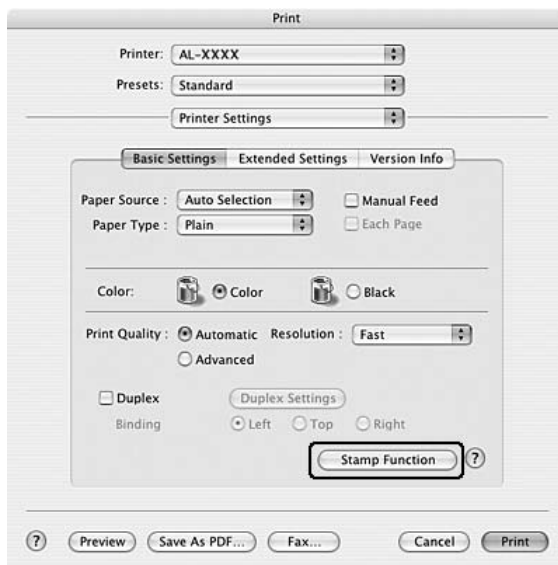 Print
Printer: AL-XXXX
Presets: Standard
Printer Settings
Basic Settings Extended Settings Version Info
Paper Source : Auto Selection Manual Feed
Paper Type : Plain Each Page
Color: Color Black
Print Quality : Automatic Resolution : Fast
Advanced
Duplex Duplex Settings
Binding Left Top Right
Stamp Function ?
? Preview Save As PDF... Fax... Cancel Print